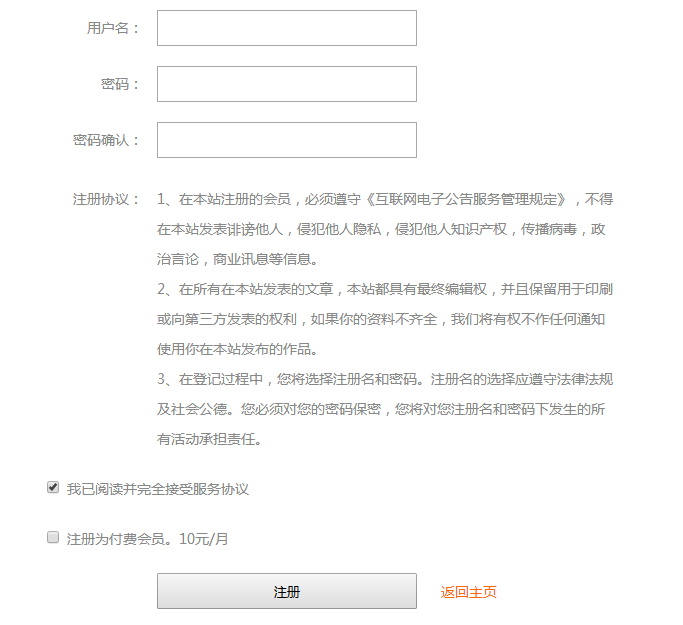 用户名：
密码：
密码确认：
注册协议：
1、在本站注册的会员，必须遵守《互联网电子公告服务管理规定》，不得
在本站发表诽谤他人，侵犯他人隐私，侵犯他人知识产权，传播病毒，政
治言论，商业讯息等信息。
2、在所有在本站发表的文章，本站都具有最终编辑权，并且保留用于印刷
或向第三方发表的权利，如果你的资料不齐全，我们将有权不作任何通知
使用你在本站发布的作品。
3、在登记过程中，您将选择注册名和密码。注册名的选择应遵守法律法规
及社会公德。您必须对您的密码保密，您将对您注册名和密码下发生的所
有活动承担责任。
我已阅读并完全接受服务协议
注册为付费会员。10元/月
注册
返回主页